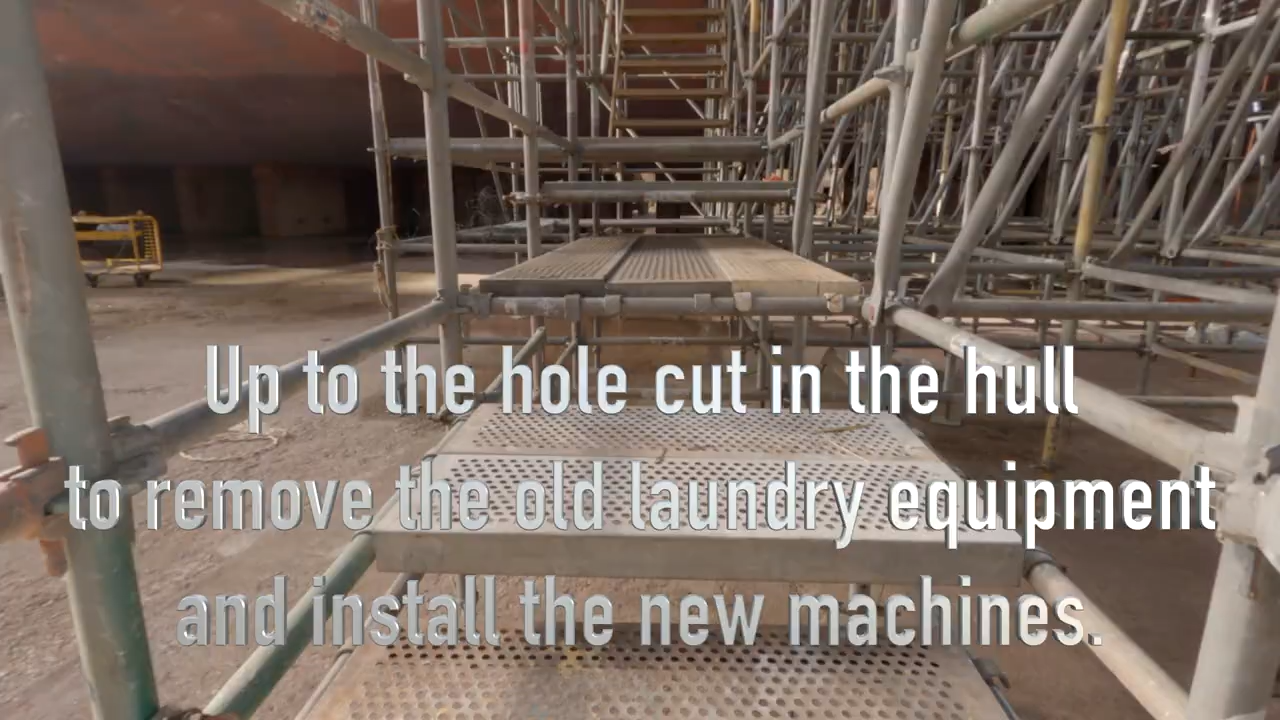 Up to the hole cut in the hull
to remove the old laundry equipment
and install the new machines.